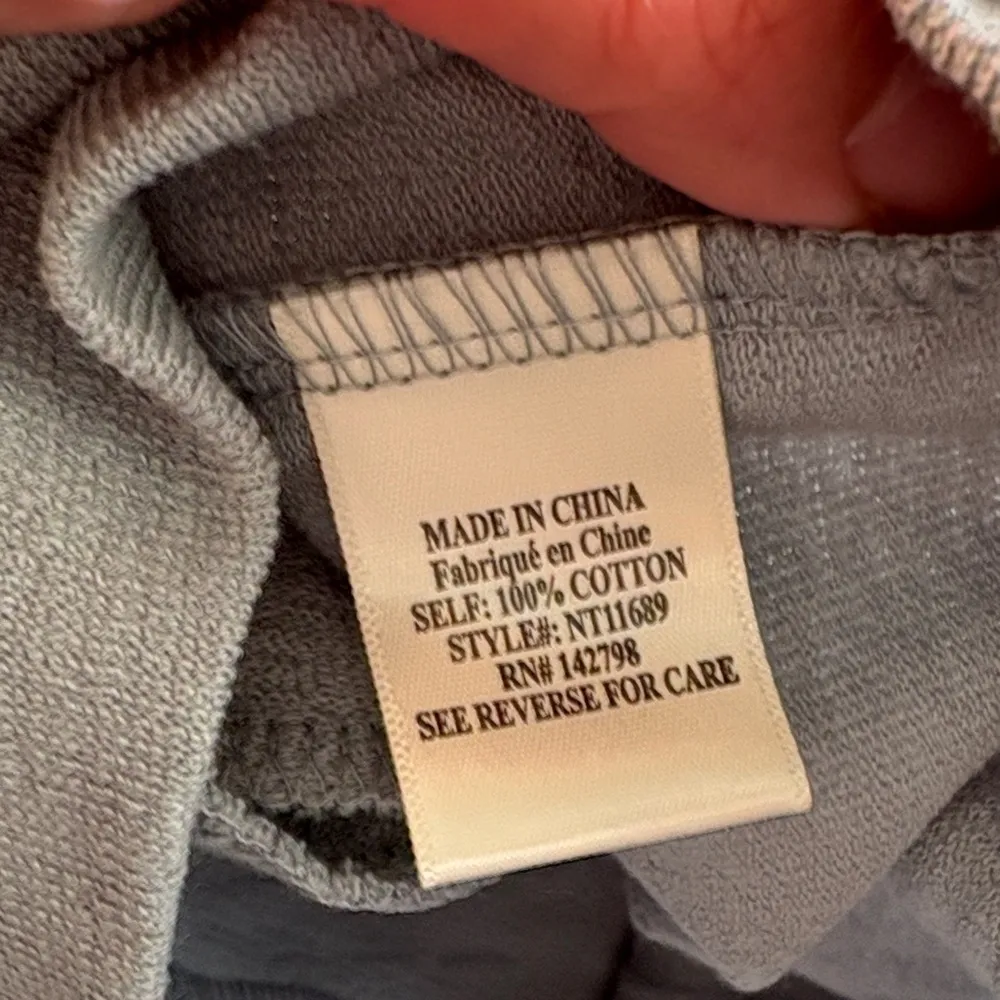 MADE IN CHINA
Fabriqué en Chine
SELF: 100% COTTON
STYLE#: NT11689
RN# 142798
SEE REVERSE FOR CARE